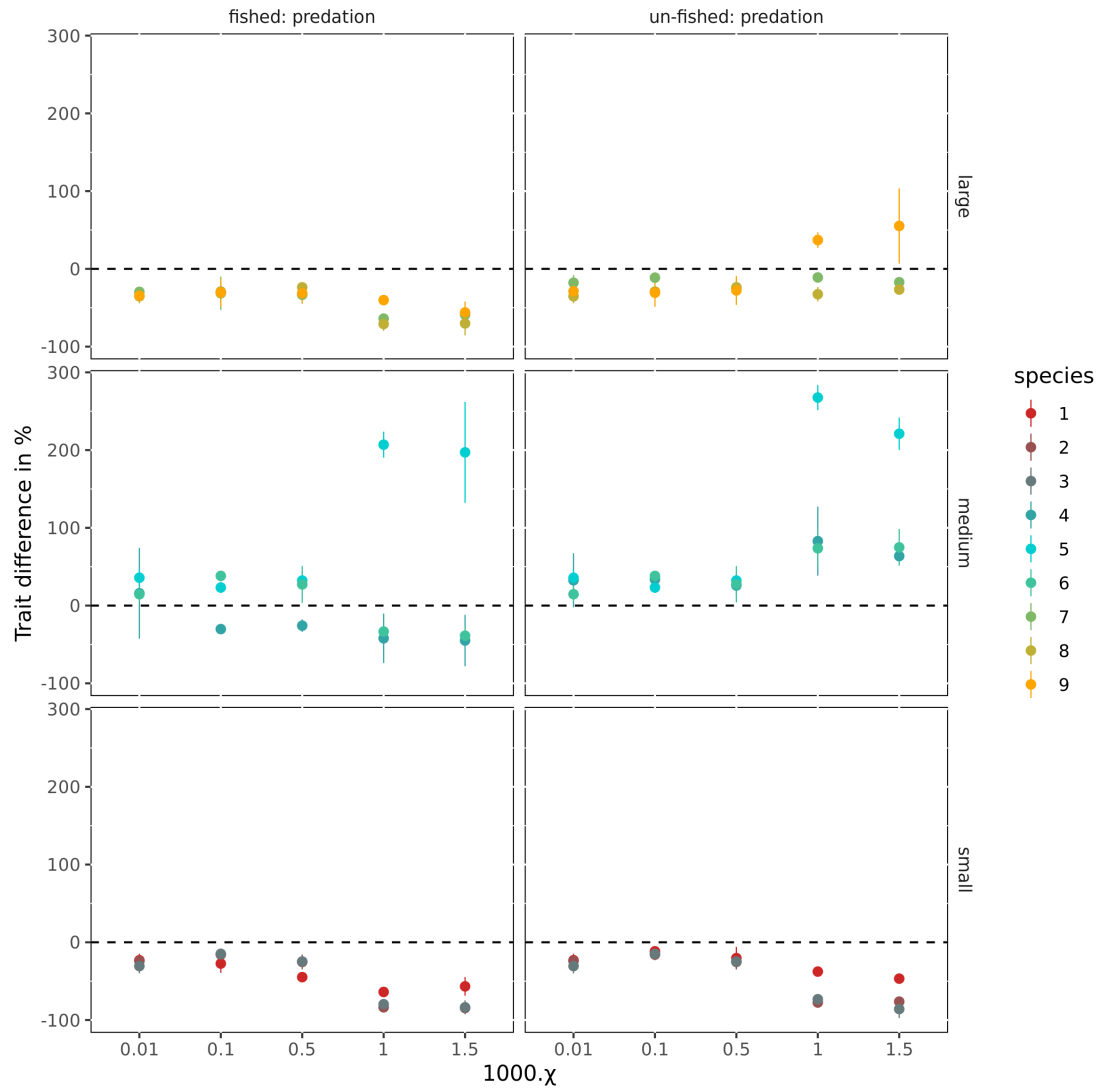 fished: predation
un-fished: predation
300
200
100
0
-100
large
300
200
100
0
-100
medium
300
200
100
0
-100
small
0.01 0.1 0.5 1 1.5
0.01 0.1 0.5 1 1.5
1000.χ
Trait difference in %
species
1
2
3
4
5
6
7
8
9